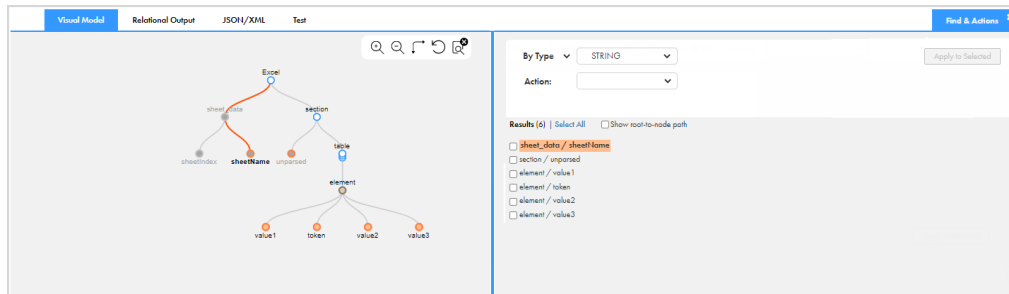 Visual Model Relational Output JSON/XML Test Find & Actions
Excel
sheet_data section
table
sheetIndex sheetName unparsed
element
value1 token value2 value3
By Type STRING Apply to Selected
Action:
Results (6) | Select All Show root-to-node path
sheet_data / sheetName
section / unparsed
element / value1
element / token
element / value2
element / value3